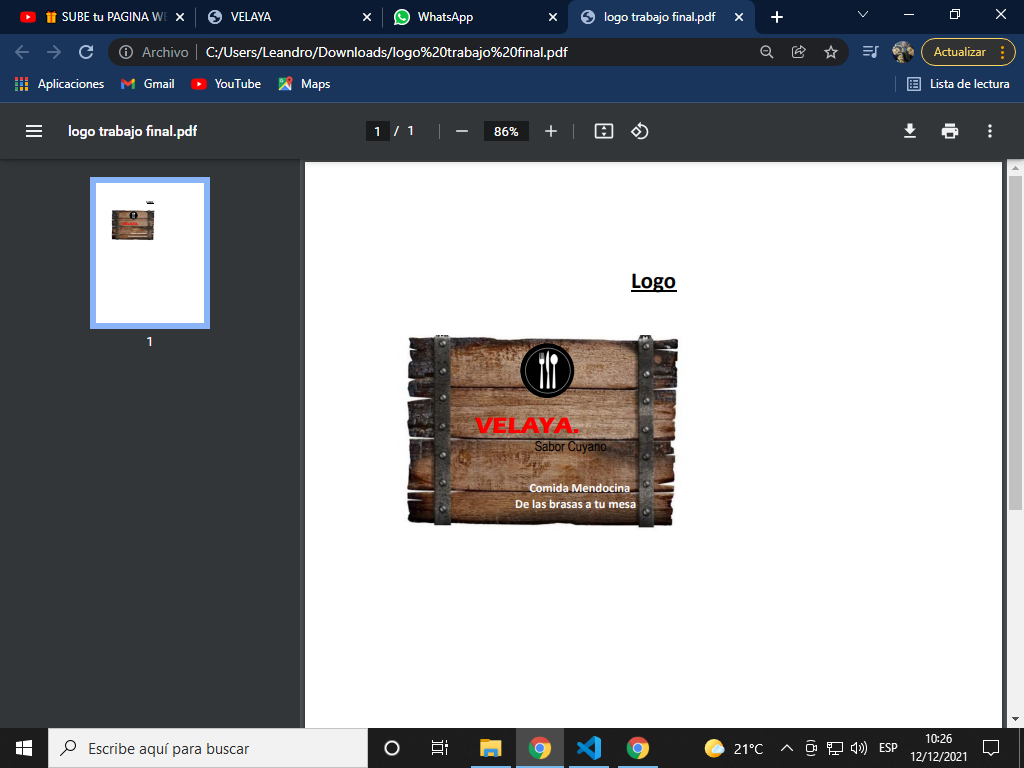 SUBE tu PAGINA W
VELAYA
WhatsApp
logo trabajo final.pdf
Archivo
C:/Users/Leandro/Downloads/logo%20trabajo%20final.pdf
Actualizar
Aplicaciones
Gmail
YouTube
Maps
Lista de lectura
logo trabajo final.pdf
1 / 1
86%
1
Logo
VELAYA.
Sabor Cuyano
Comida Mendocina
De las brasas a tu mesa
Escribe aquí para buscar
21°C
ESP
10:26
12/12/2021